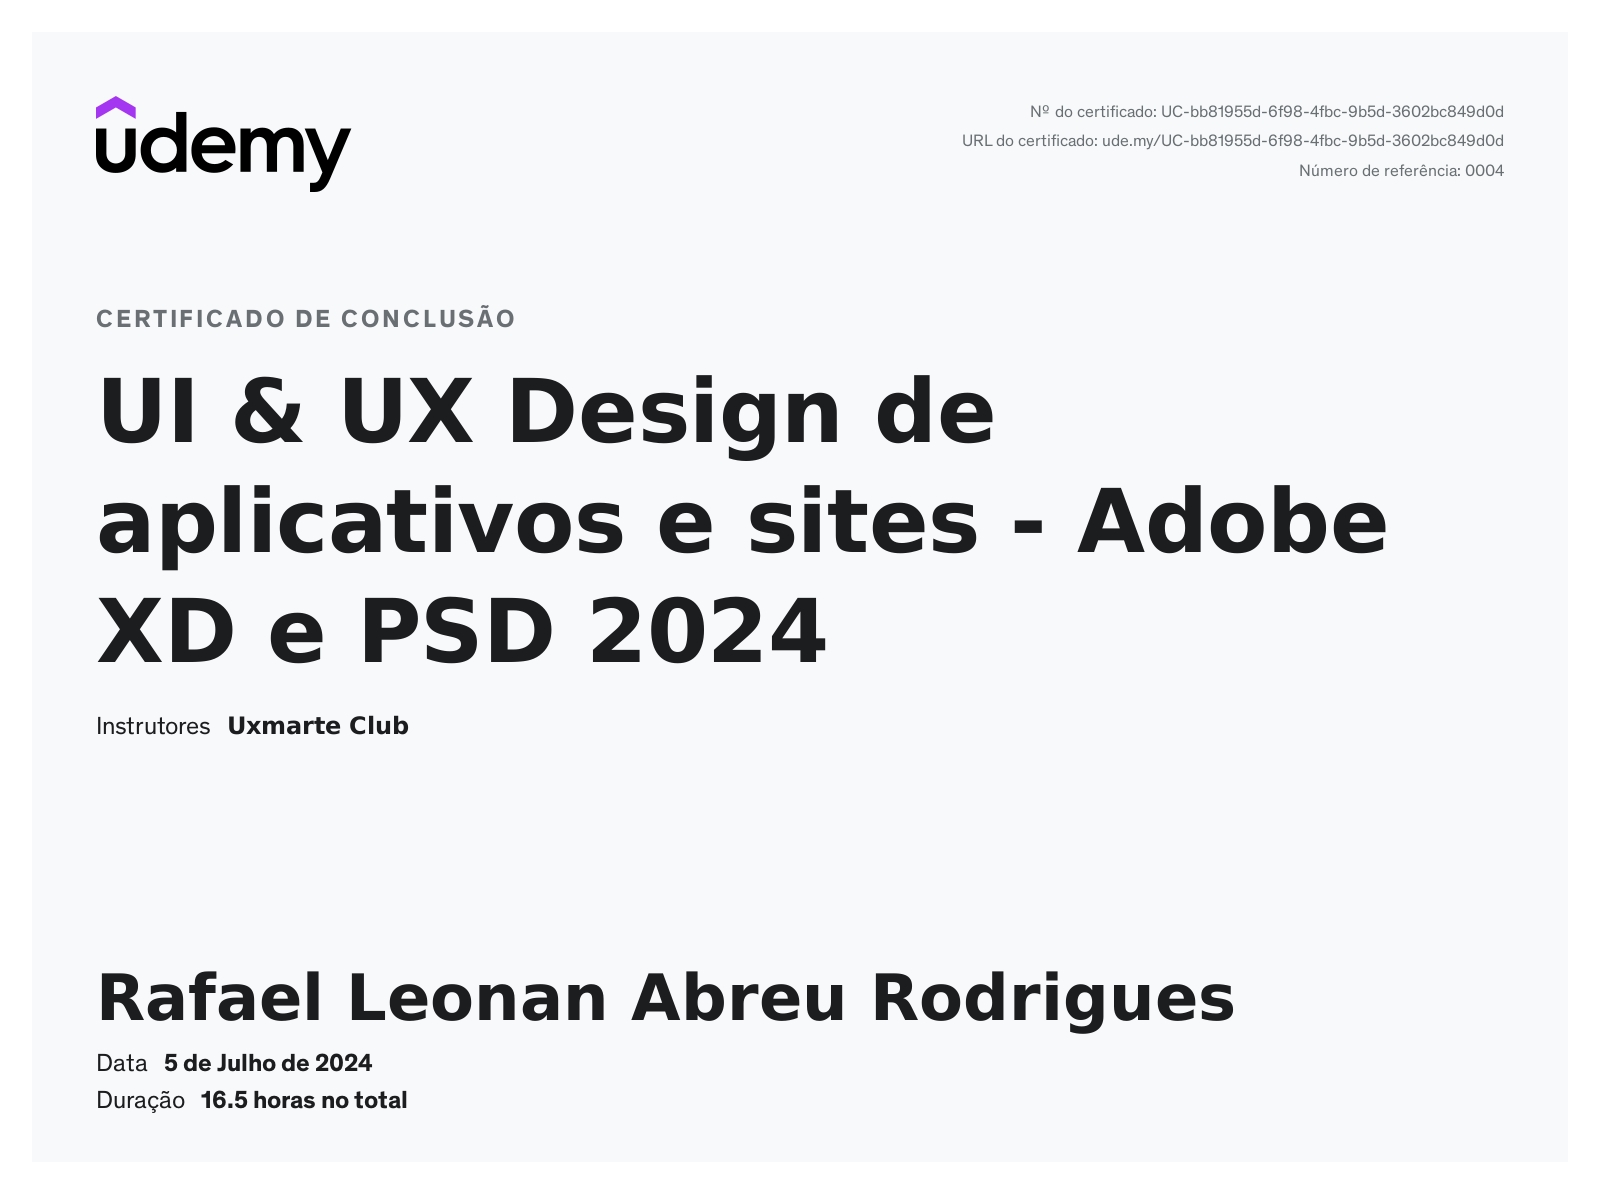 udemy
Nº do certificado: UC-bb81955d-6f98-4fbc-9b5d-3602bc849d0d
URL do certificado: ude.my/UC-bb81955d-6f98-4fbc-9b5d-3602bc849d0d
Número de referência: 0004
CERTIFICADO DE CONCLUSÃO
UI & UX Design de
aplicativos e sites - Adobe
XD e PSD 2024
Instrutores Uxmarte Club
Rafael Leonan Abreu Rodrigues
Data 5 de Julho de 2024
Duração 16.5 horas no total